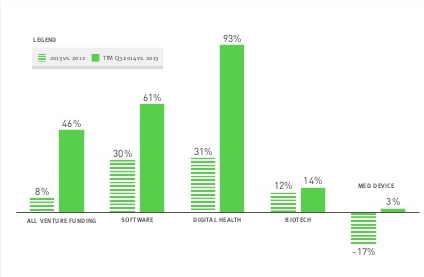 LEGEND
2013 vs. 2012 TTM Q3 2014 vs. 2013
93%
61%
46%
30%
31%
8%
12%
14%
MED DEVICE
3%
ALL VENTURE FUNDING SOFTWARE DIGITAL HEALTH BIOTECH
-17%